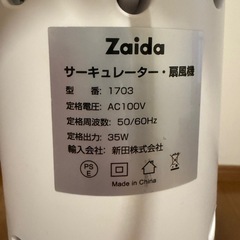 Zaida
サーキュレーター・扇風機
型　番：1703
定格電圧：AC100V
定格周波数：50/60Hz
定格出力：35W
輸入会社：新田株式会社
PS
E
Made in China